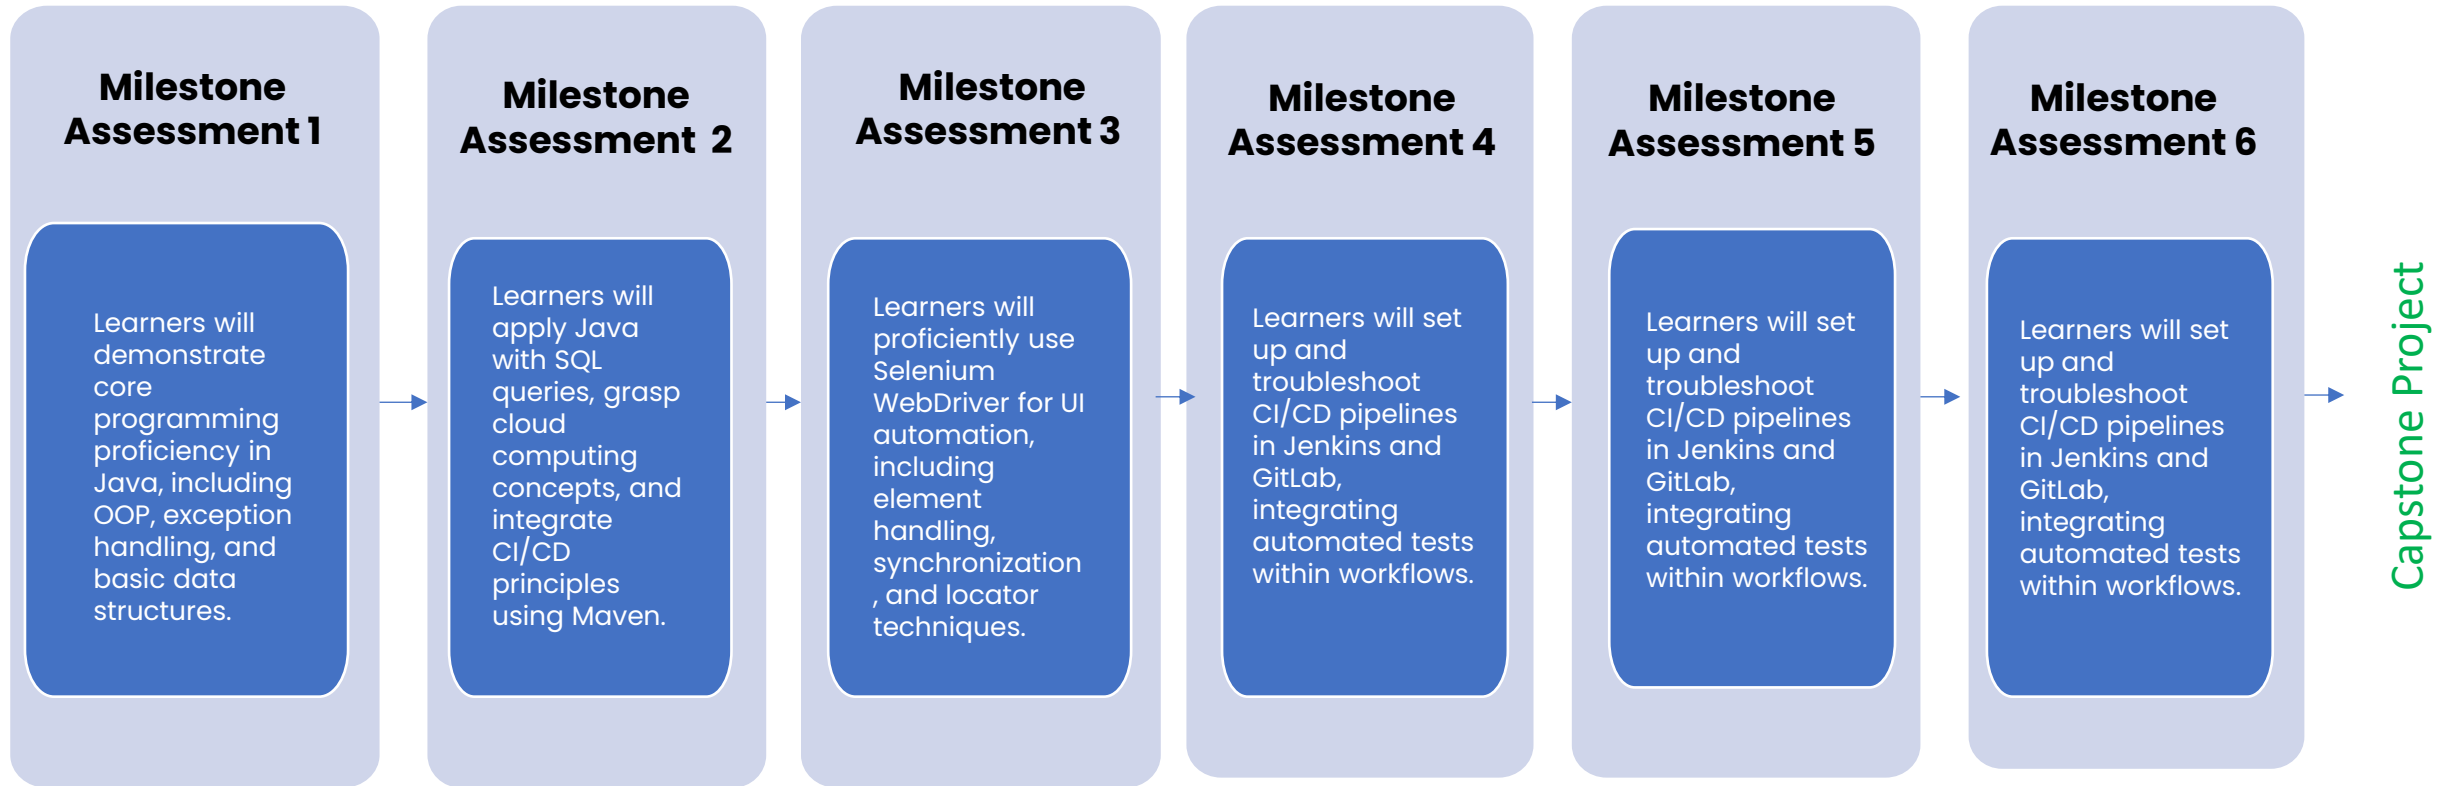 Milestone
Assessment 1
Learners will
demonstrate
core
programming
proficiency in
Java, including
OOP, exception
handling, and
basic data
structures.
Milestone
Assessment 2
Learners will
apply Java
with SQL
queries, grasp
cloud
computing
concepts, and
integrate
CI/CD
principles
using Maven.
Milestone
Assessment 3
Learners will
proficiently use
Selenium
WebDriver for UI
automation,
including
element
handling,
synchronization
, and locator
techniques.
Milestone
Assessment 4
Learners will set
up and
troubleshoot
CI/CD pipelines
in Jenkins and
GitLab,
integrating
automated tests
within workflows.
Milestone
Assessment 5
Learners will set
up and
troubleshoot
CI/CD pipelines
in Jenkins and
GitLab,
integrating
automated tests
within workflows.
Milestone
Assessment 6
Learners will set
up and
troubleshoot
CI/CD pipelines
in Jenkins and
GitLab,
integrating
automated tests
within workflows.
Capstone Project